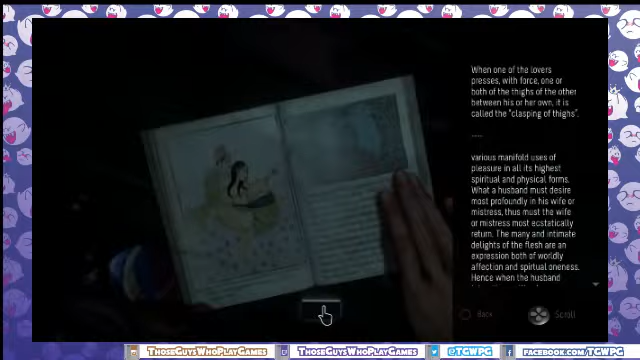 When one of the lovers
presses, with force, one or
both of the thighs of the other
between his or her own, it is
called the "clasping of thighs".
various manifold uses of
pleasure in all its highest
spiritual and physical forms.
What a husband must desire
most profoundly in his wife or
mistress, thus must the wife
or mistress most ecstatically
return. The many and intimate
delights of the flesh are an
expression both of worldly
affection and spirtual oneness.
Hence when the husband
Back
Scroll
THOSEGUYSWHOPLAYGAMES
THOSEGUYSWHOPLAYGAMES
@TGWPG
FACEBOOK.COM/TGWPG